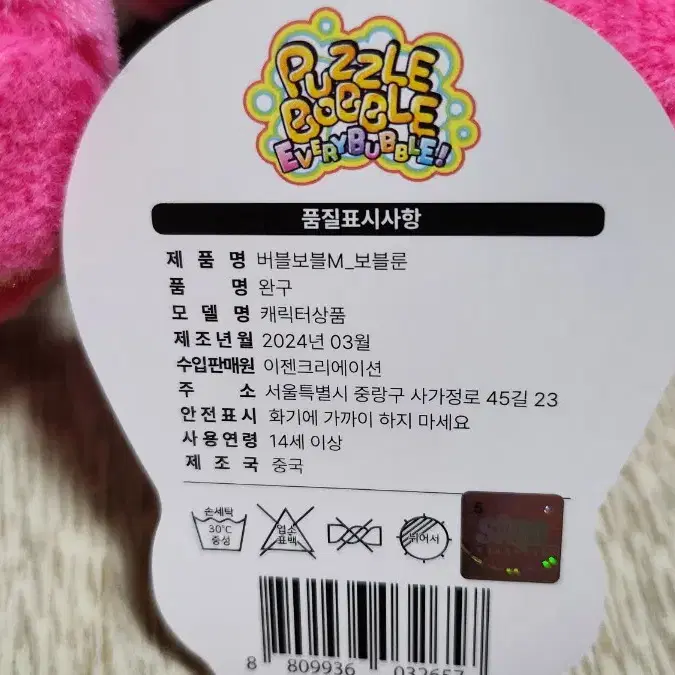 PUZZLE
BOBBLE
EVERYBUBBLE!
품질표시사항
제 품 명 버블보블M_보블룬
품 명 완구
모 델 명 캐릭터상품
제조년월 2024년 03월
수입판매원 이젠크리에이션
주 소 서울특별시 중랑구 사가정로 45길 23
안전표시 화기에 가까이 하지 마세요
사용연령 14세 이상
제 조 국 중국
손세탁
30℃
중성
염소
표백
뉘어서
5
8 809936 032657